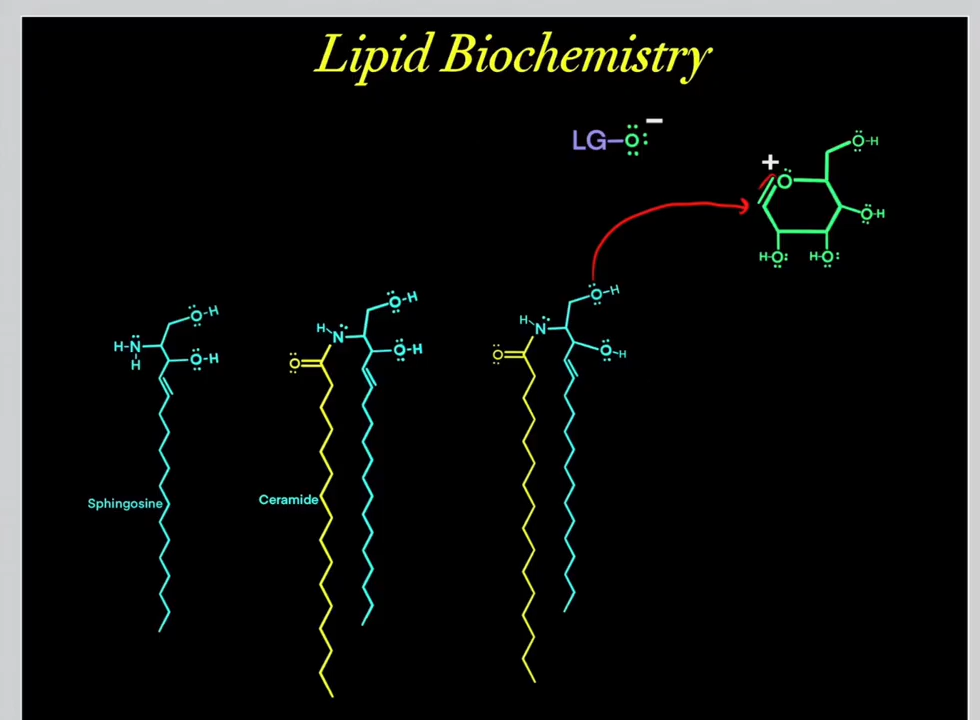 Lipid Biochemistry
LG-O:
−
+
O
O-H
O-H
H-O:
H-O:
O-H
H-N
H
O-H
Sphingosine
H
N
O-H
O
O-H
Ceramide
H
N
O-H
O
O-H